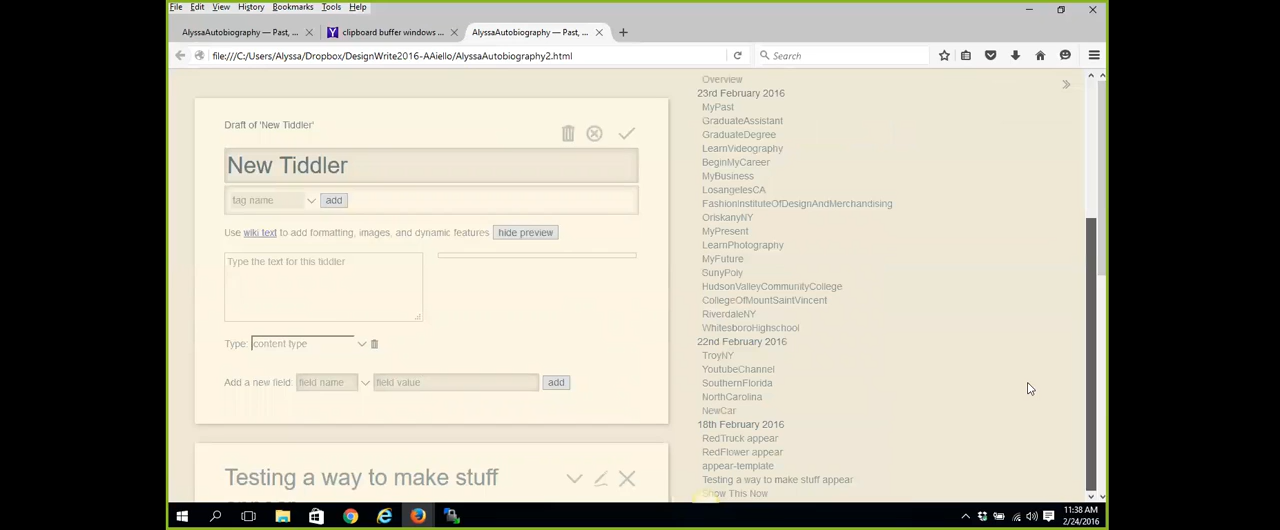 File Edit View History Bookmarks Tools Help
AlyssaAutobiography — Past, ... clipboard buffer windows ... AlyssaAutobiography — Past, ...
file:///C:/Users/Alyssa/Dropbox/DesignWrite2016-AAiello/AlyssaAutobiography2.html Search
Draft of 'New Tiddler'
New Tiddler
tag name add
Use wiki text to add formatting, images, and dynamic features hide preview
Type the text for this tiddler
Type: content type
Add a new field: field name field value add
Testing a way to make stuff
Overview
23rd February 2016
MyPast
GraduateAssistant
GraduateDegree
LearnVideography
BeginMyCareer
MyBusiness
LosangelesCA
FashionInstituteOfDesignAndMerchandising
OriskanyNY
MyPresent
LearnPhotography
MyFuture
SunyPoly
HudsonValleyCommunityCollege
CollegeOfMountSaintVincent
RiverdaleNY
WhitesboroHighschool
22nd February 2016
TroyNY
YoutubeChannel
SouthernFlorida
NorthCarolina
NewCar
18th February 2016
RedTruck appear
RedFlower appear
appear-template
Testing a way to make stuff appear
Show This Now
11:38 AM
2/24/2016